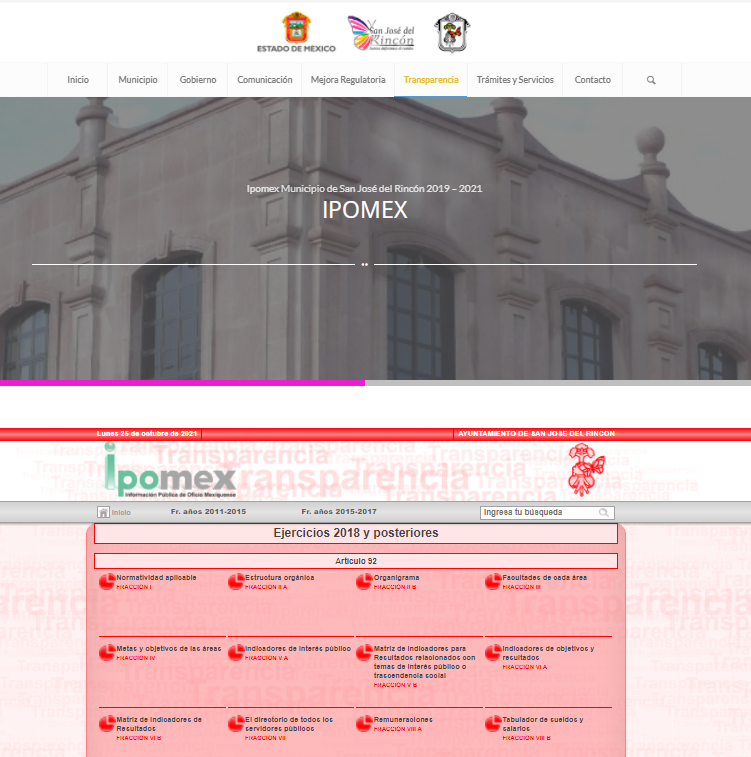 ESTADO DE MÉXICO
San José del
Rincón
Inicio
Municipio
Gobierno
Comunicación
Mejora Regulatoria
Transparencia
Trámites y Servicios
Contacto
Ipomex Municipio de San José del Rincón 2019 – 2021
IPOMEX
Lunes 25 de octubre de 2021
AYUNTAMIENTO DE SAN JOSE DEL RINCON
Transparencia
ipomex
Información Pública de Oficio Mexiquense
Inicio
Fr. años 2011-2015
Fr. años 2015-2017
Ingresa tu búsqueda
Ejercicios 2018 y posteriores
Artículo 92
Normatividad aplicable
FRACCIÓN I
Estructura orgánica
FRACCIÓN II A
Organigrama
FRACCIÓN II B
Facultades de cada área
FRACCIÓN III
Metas y objetivos de las áreas
FRACCIÓN IV
Indicadores de interés público
FRACCIÓN V A
Matriz de Indicadores para
Resultados relacionados con
temas de interés público o
trascendencia social
FRACCIÓN V B
Indicadores de objetivos y
resultados
FRACCIÓN VI A
Matriz de Indicadores de
Resultados
FRACCIÓN VI B
El directorio de todos los
servidores públicos
FRACCIÓN VII
Remuneraciones
FRACCIÓN VIII A
Tabulador de sueldos y
salarios
FRACCIÓN VIII B